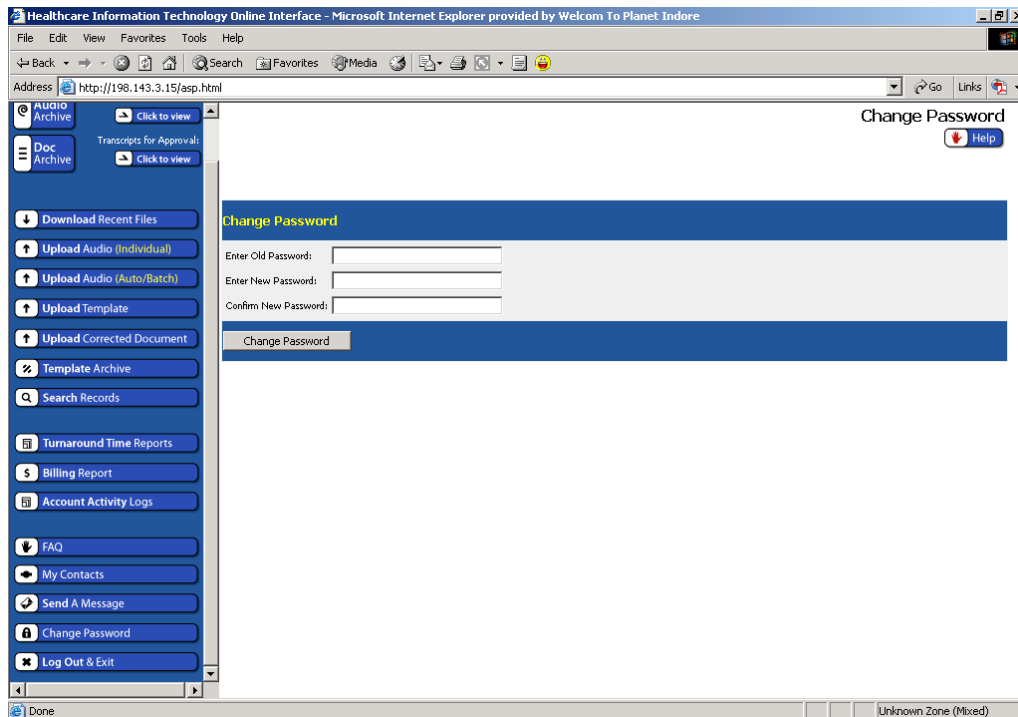 Healthcare Information Technology Online Interface - Microsoft Internet Explorer provided by Welcom To Planet Indore
File Edit View Favorites Tools Help
Back Search Favorites Media
Address http://198.143.3.15/asp.html Go Links
Audio Archive Click to view
Transcripts for Approval:
Doc Archive Click to view
Download Recent Files
Upload Audio (Individual)
Upload Audio (Auto/Batch)
Upload Template
Upload Corrected Document
Template Archive
Search Records
Turnaround Time Reports
$ Billing Report
Account Activity Logs
FAQ
My Contacts
Send A Message
Change Password
Log Out & Exit
Change Password
Help
Change Password
Enter Old Password:
Enter New Password:
Confirm New Password:
Change Password
Done Unknown Zone (Mixed)